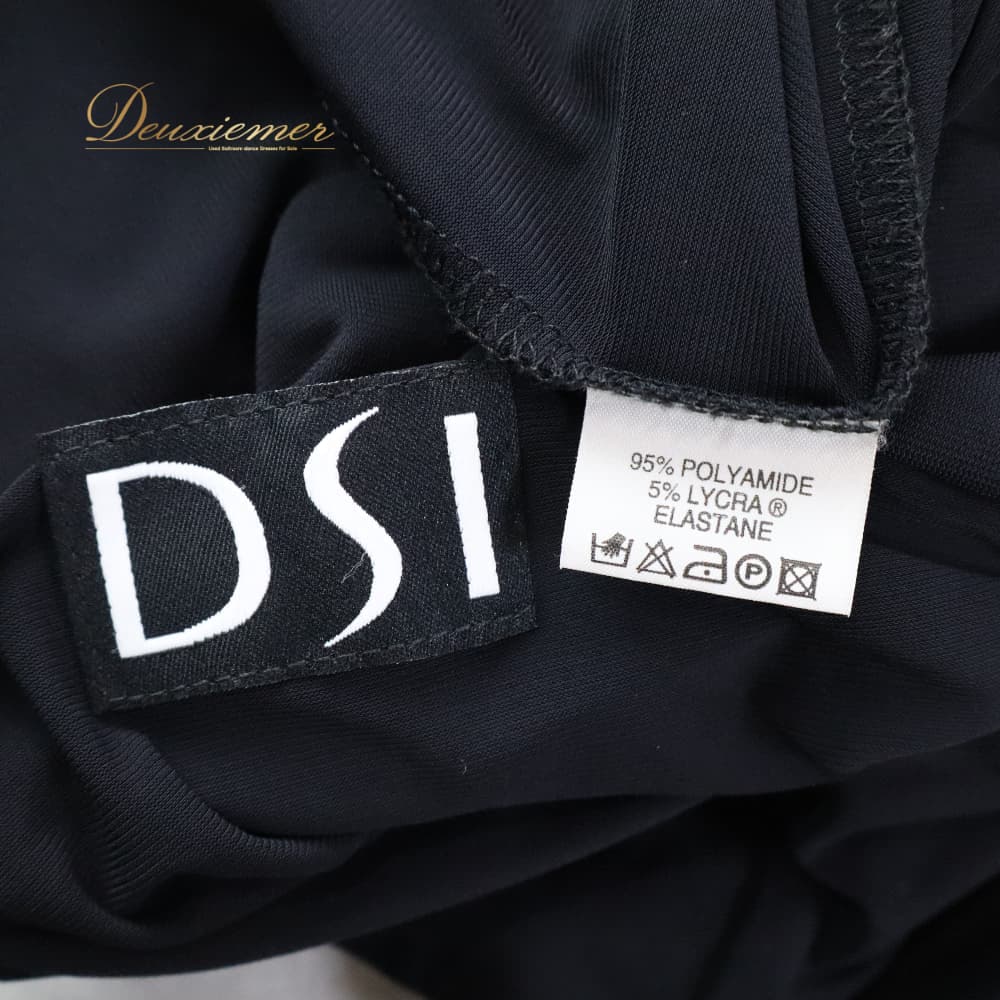 Deuxiemer
Used Ballroom dance Dresses for Sale
DSI
95% POLYAMIDE
5% LYCRA ®
ELASTANE
P